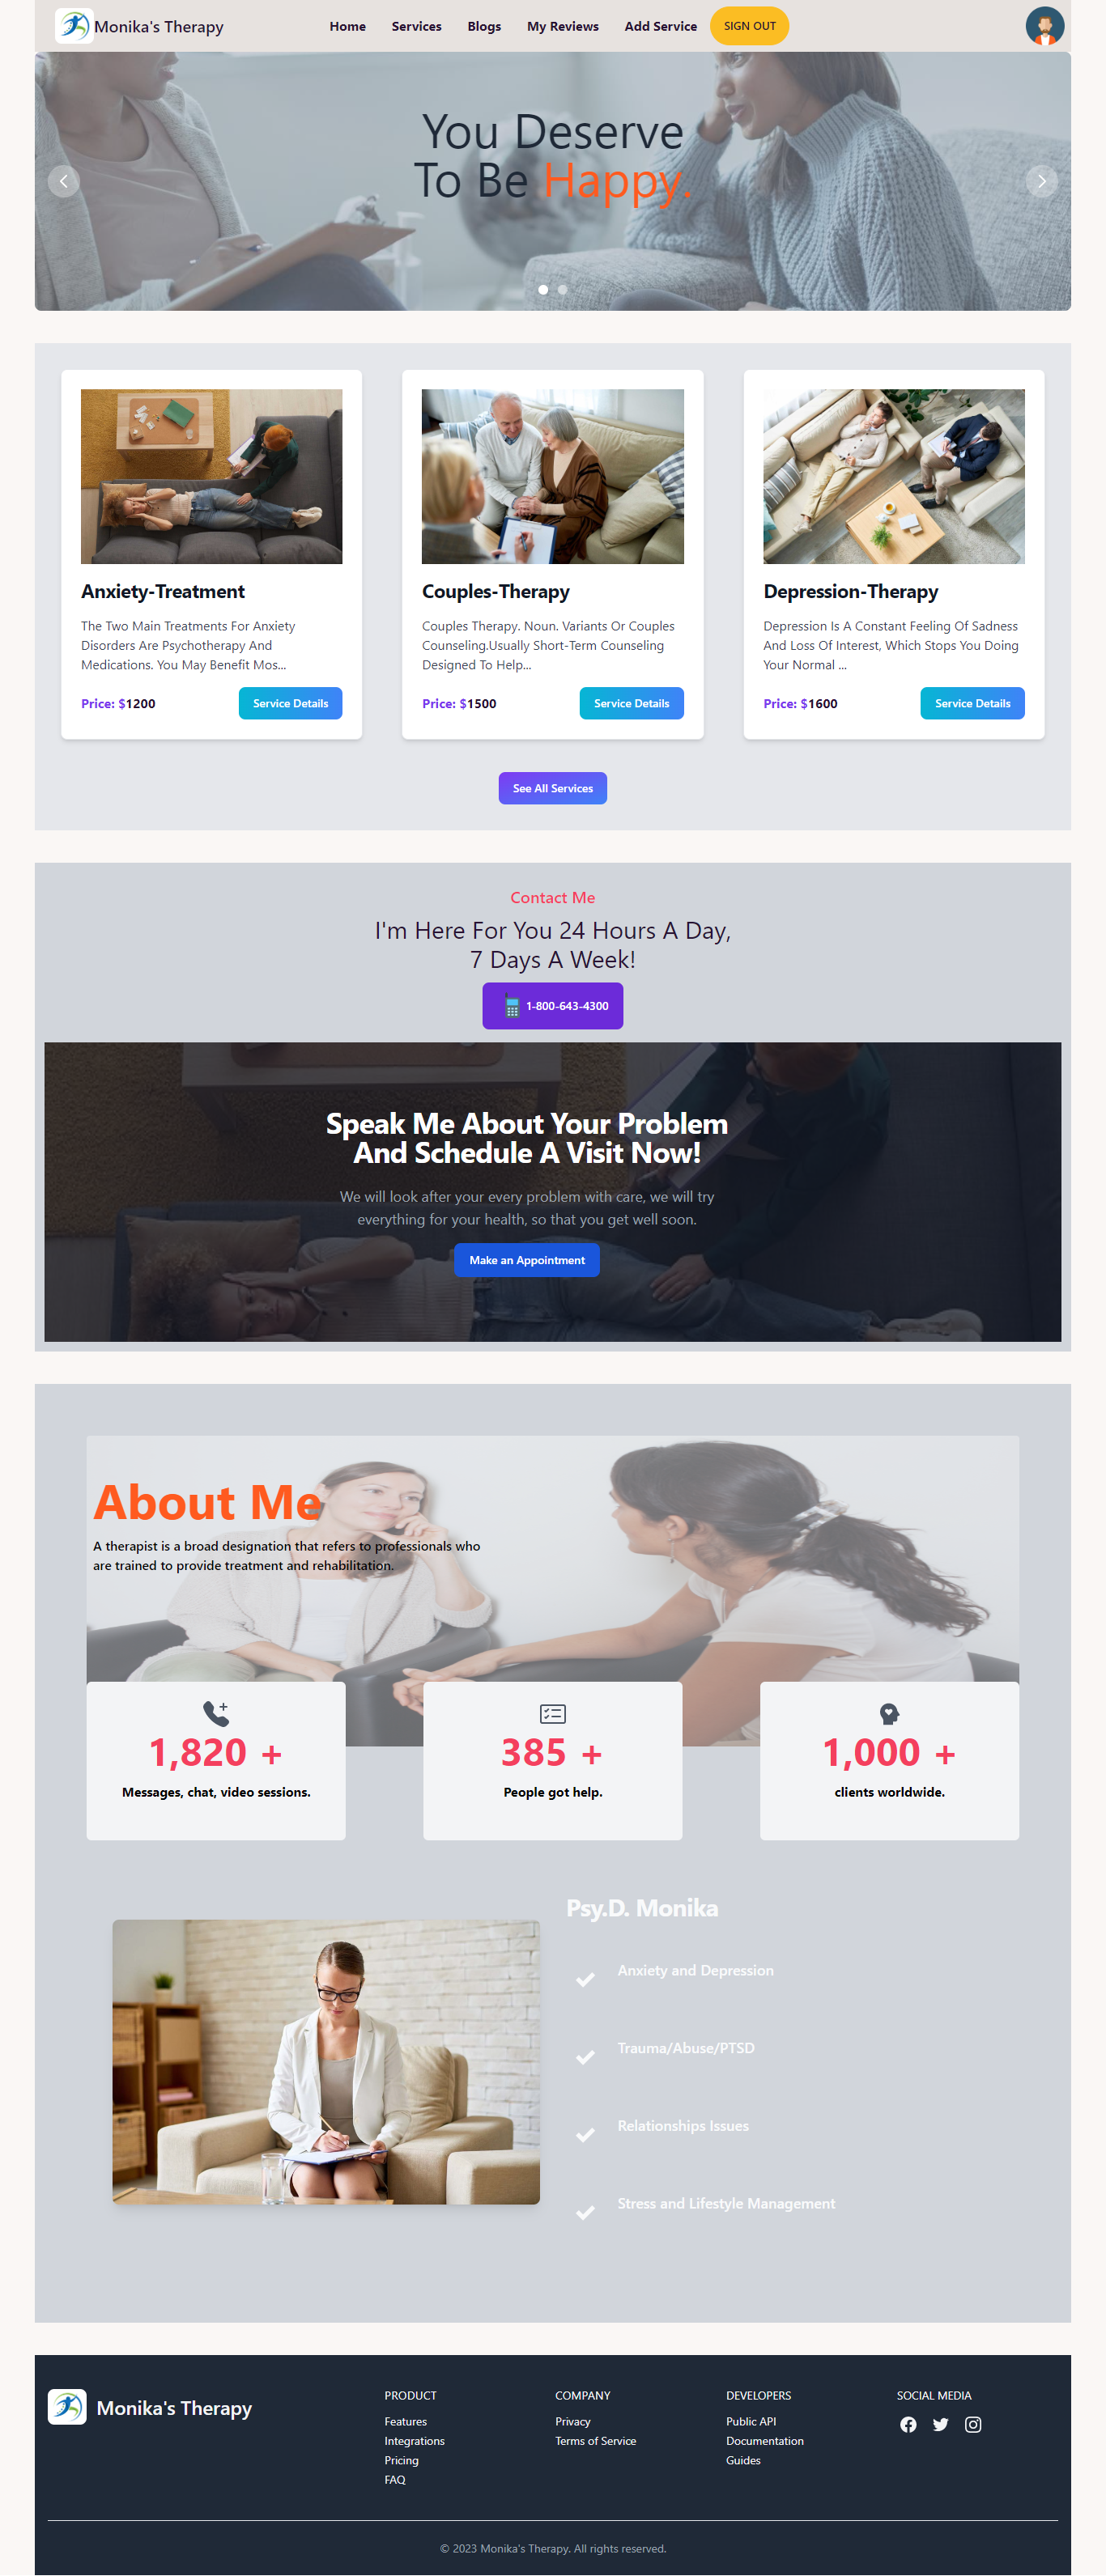 Monika's Therapy
Home
Services
Blogs
My Reviews
Add Service
SIGN OUT
You Deserve
To Be Happy.
Anxiety-Treatment
The Two Main Treatments For Anxiety
Disorders Are Psychotherapy And
Medications. You May Benefit Mos...
Price: $1200
Service Details
Couples-Therapy
Couples Therapy. Noun. Variants Or Couples
Counseling.Usually Short-Term Counseling
Designed To Help...
Price: $1500
Service Details
Depression-Therapy
Depression Is A Constant Feeling Of Sadness
And Loss Of Interest, Which Stops You Doing
Your Normal ...
Price: $1600
Service Details
See All Services
Contact Me
I'm Here For You 24 Hours A Day,
7 Days A Week!
1-800-643-4300
Speak Me About Your Problem
And Schedule A Visit Now!
We will look after your every problem with care, we will try
everything for your health, so that you get well soon.
Make an Appointment
About Me
A therapist is a broad designation that refers to professionals who
are trained to provide treatment and rehabilitation.
1,820 +
Messages, chat, video sessions.
385 +
People got help.
1,000 +
clients worldwide.
Psy.D. Monika
Anxiety and Depression
Trauma/Abuse/PTSD
Relationships Issues
Stress and Lifestyle Management
Monika's Therapy
PRODUCT
Features
Integrations
Pricing
FAQ
COMPANY
Privacy
Terms of Service
DEVELOPERS
Public API
Documentation
Guides
SOCIAL MEDIA
© 2023 Monika's Therapy. All rights reserved.